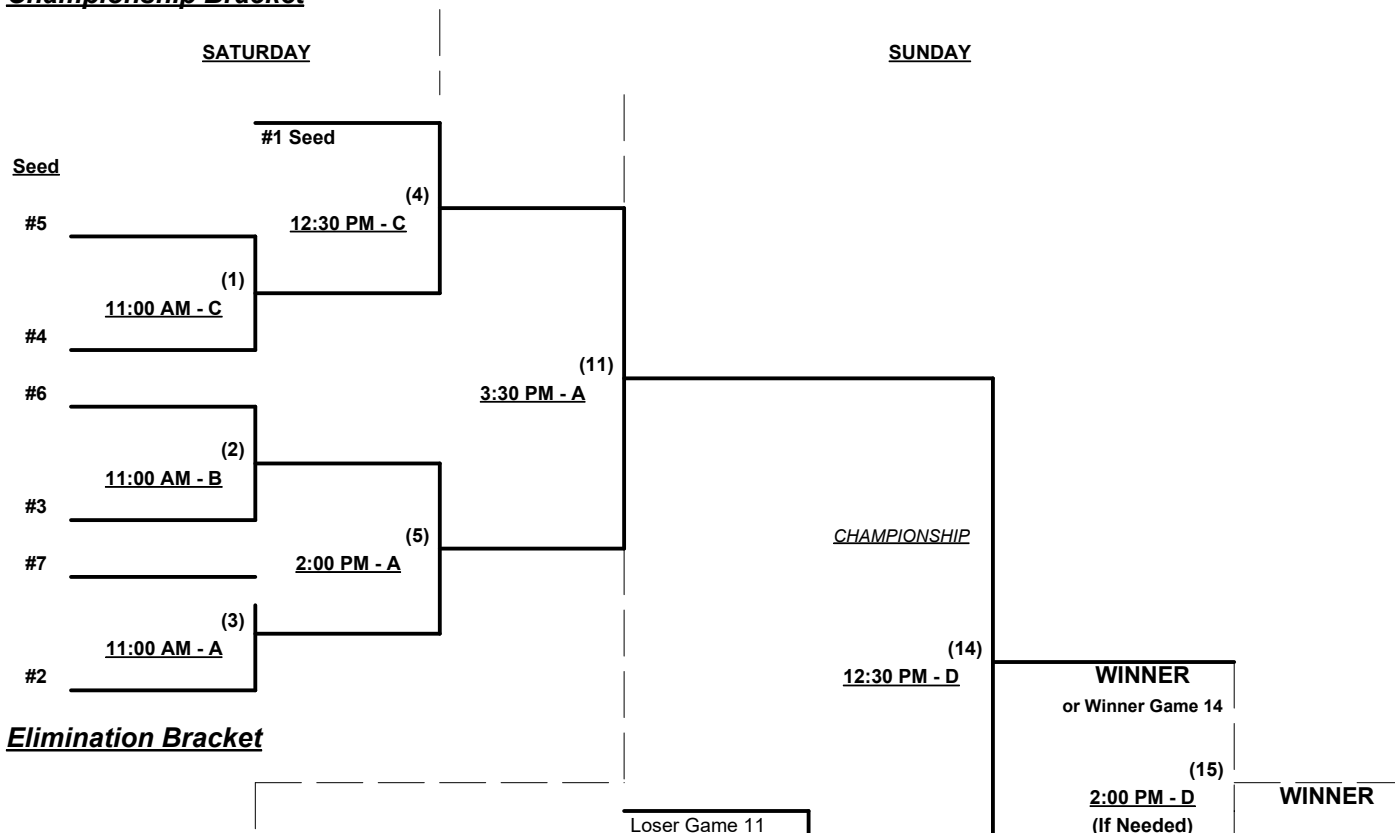 Championship Bracket
SATURDAY
SUNDAY
#1 Seed
Seed
(4)
#5
12:30 PM - C
(1)
11:00 AM - C
#4
(11)
#6
3:30 PM - A
(2)
11:00 AM - B
#3
(5)
CHAMPIONSHIP
#7
2:00 PM - A
(3)
11:00 AM - A
(14)
#2
12:30 PM - D
WINNER
or Winner Game 14
Elimination Bracket
(15)
2:00 PM - D
WINNER
Loser Game 11
(If Needed)